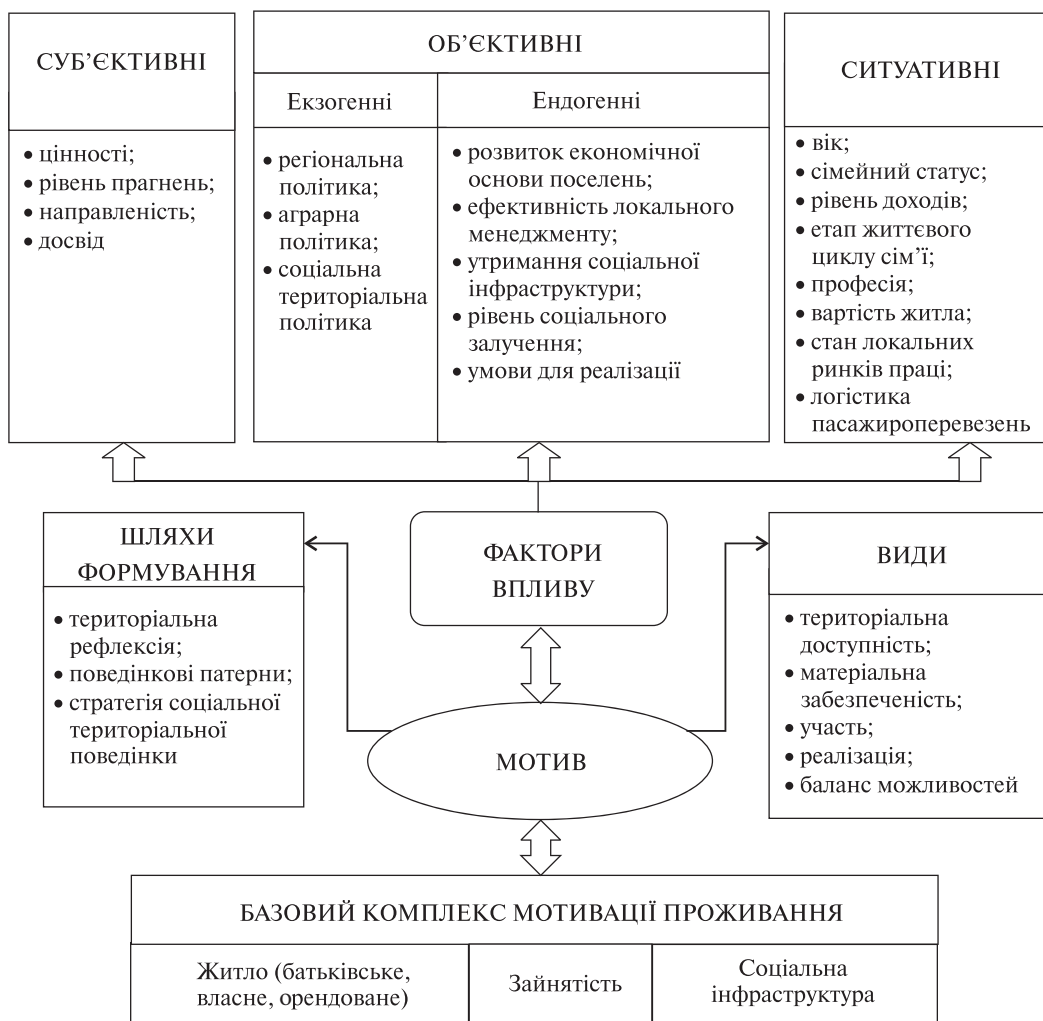 СУБ’ЄКТИВНІ
• цінності;
• рівень прагнень;
• направленість;
• досвід
ОБ’ЄКТИВНІ
Екзогенні
• регіональна
політика;
• аграрна
політика;
• соціальна
територіальна
політика
Ендогенні
• розвиток економічної
основи поселень;
• ефективність локального
менеджменту;
• утримання соціальної
інфраструктури;
• рівень соціального
залучення;
• умови для реалізації
СИТУАТИВНІ
• вік;
• сімейний статус;
• рівень доходів;
• етап життєвого
циклу сім’ї;
• професія;
• вартість житла;
• стан локальних
ринків праці;
• логістика
пасажироперевезень
ШЛЯХИ
ФОРМУВАННЯ
• територіальна
рефлексія;
• поведінкові патерни;
• стратегія соціальної
територіальної
поведінки
ФАКТОРИ
ВПЛИВУ
ВИДИ
• територіальна
доступність;
• матеріальна
забезпеченість;
• участь;
• реалізація;
• баланс можливостей
МОТИВ
БАЗОВИЙ КОМПЛЕКС МОТИВАЦІЇ ПРОЖИВАННЯ
Житло (батьківське,
власне, орендоване)
Зайнятість
Соціальна
інфраструктура